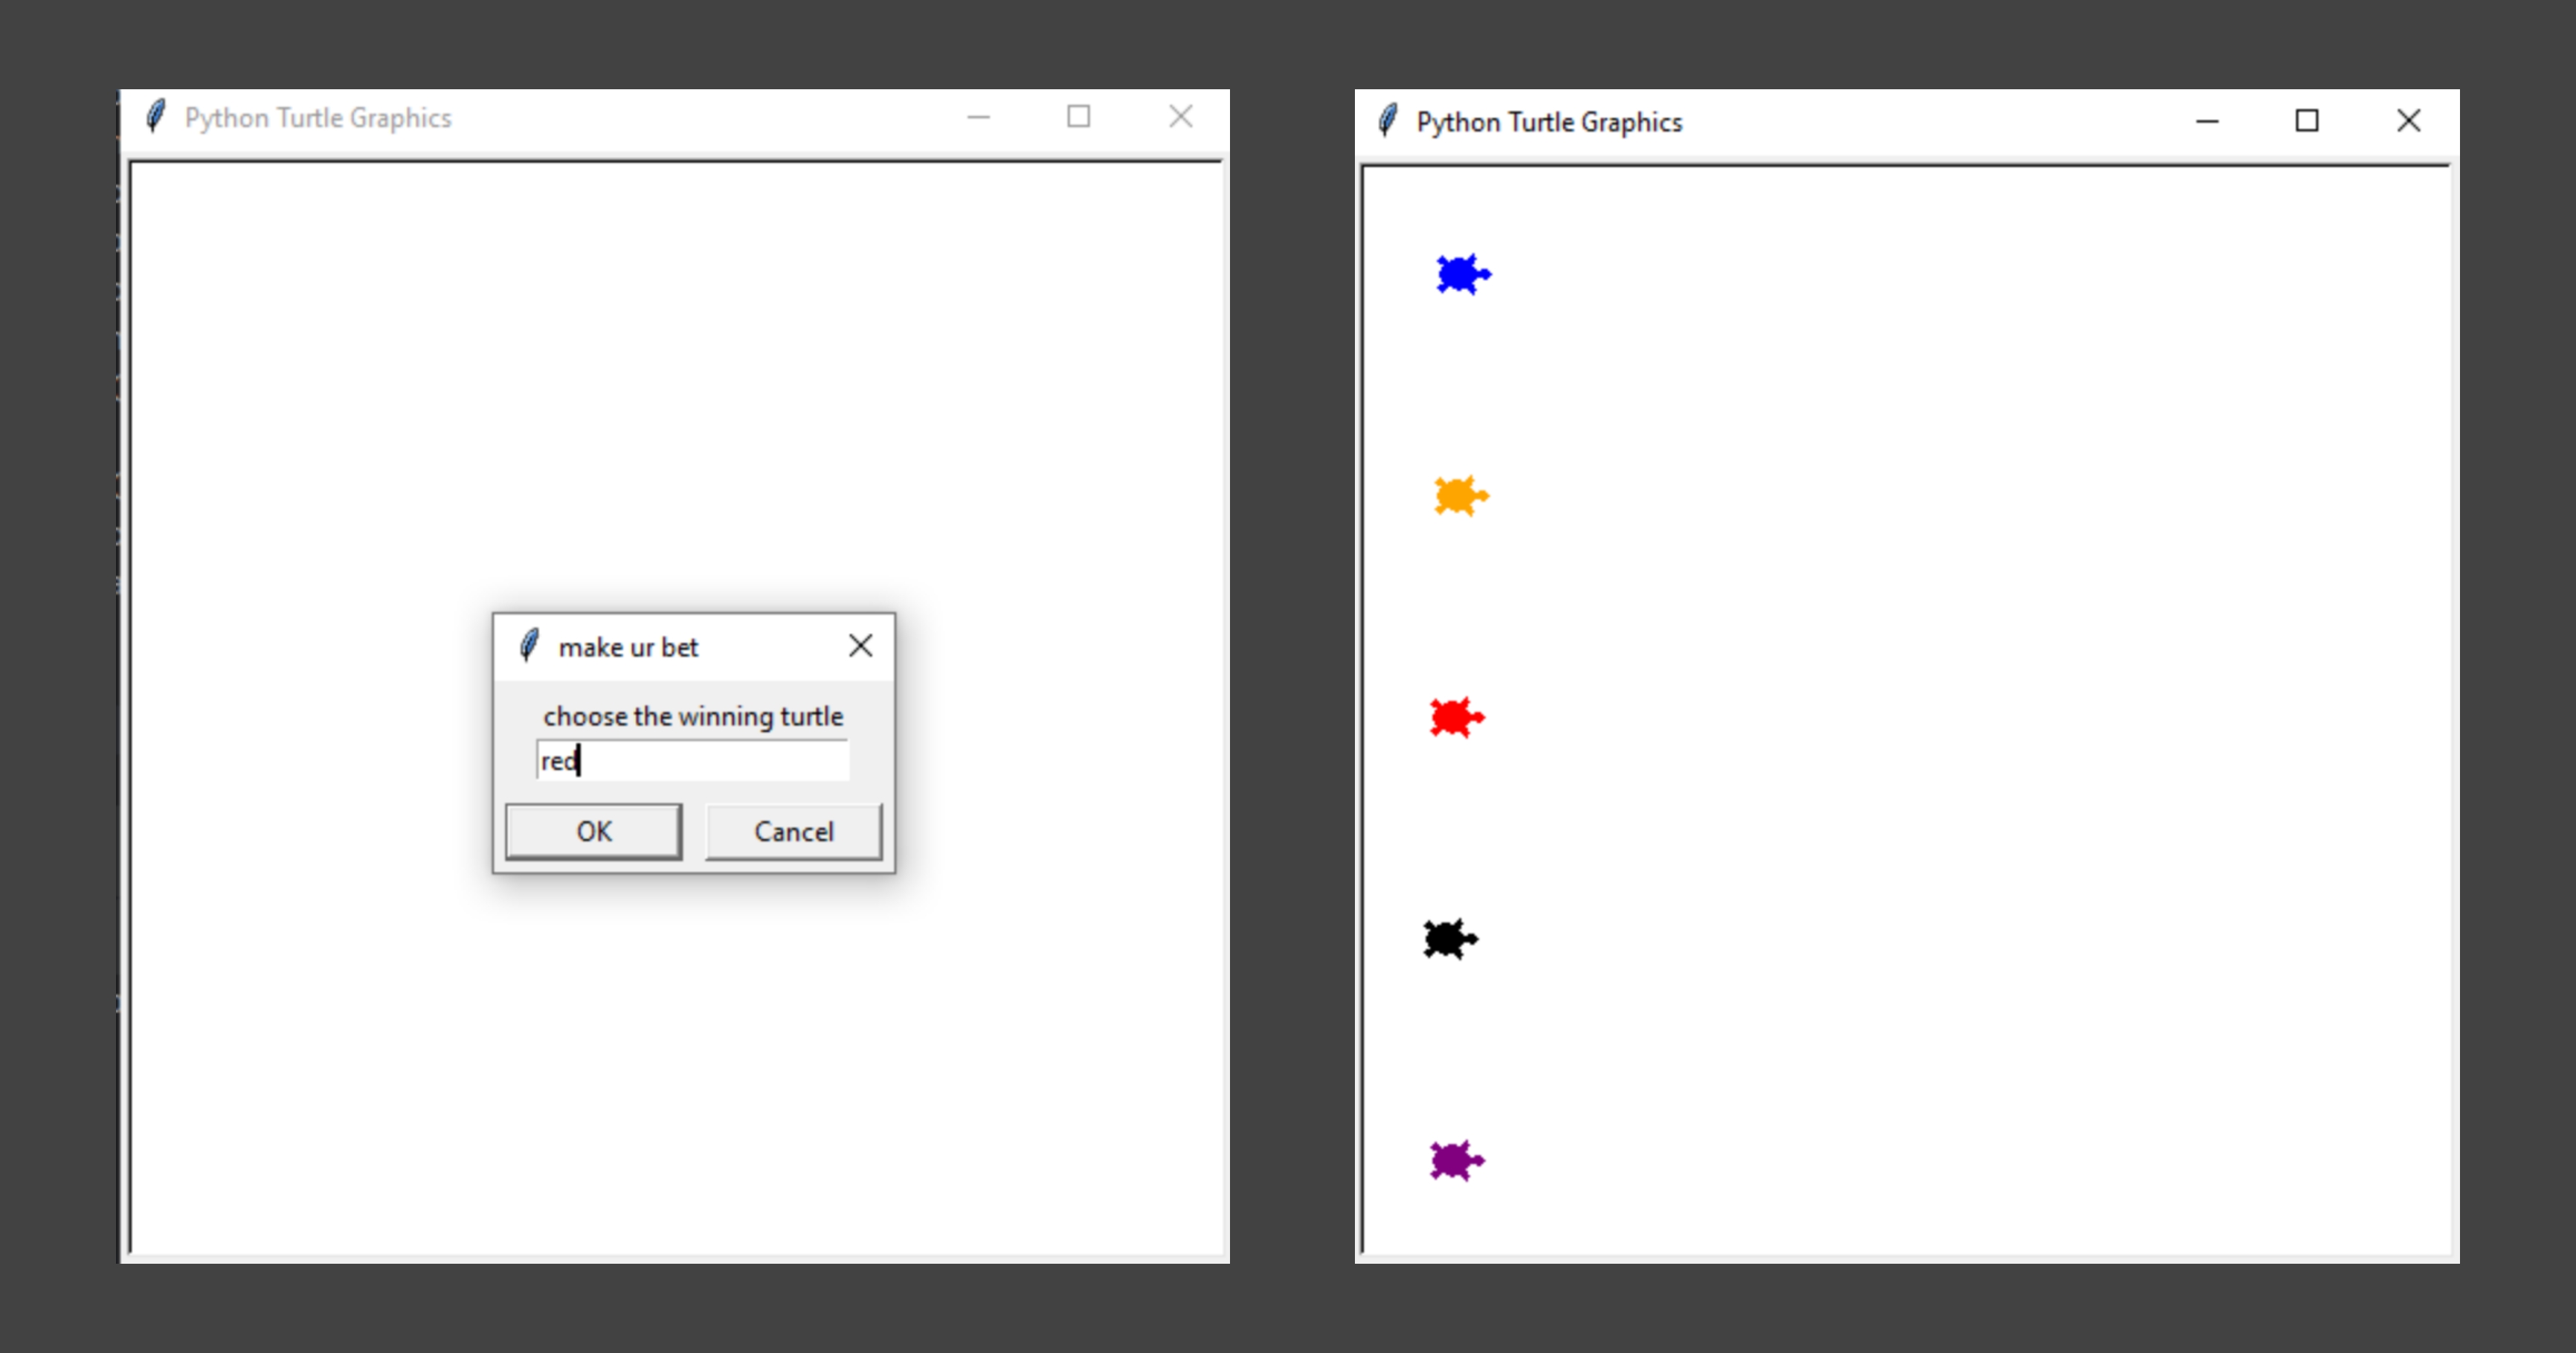 Python Turtle Graphics
make ur bet
choose the winning turtle
red
OK
Cancel
Python Turtle Graphics